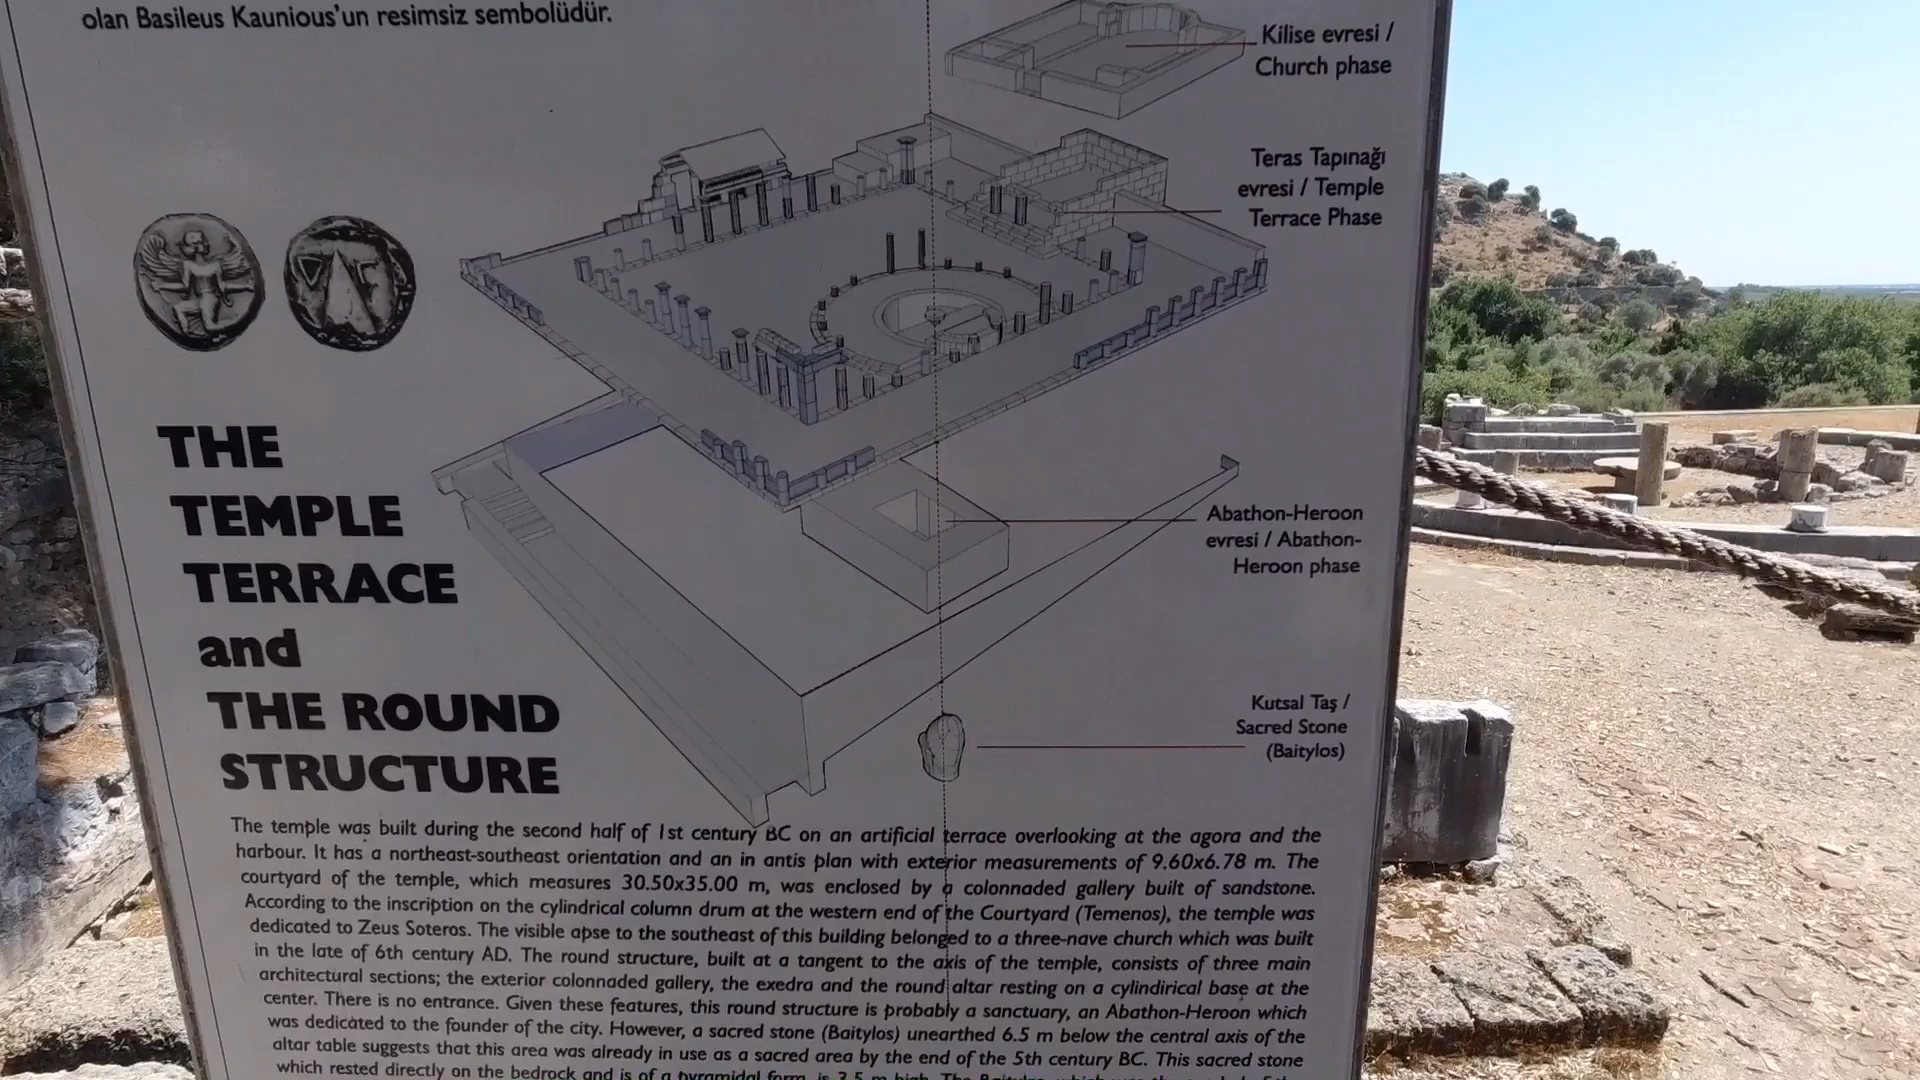 olan Basileus Kaunious'un resimsiz sembolüdür.
Kilise evresi /
Church phase
Teras Tapınağı
evresi / Temple
Terrace Phase
Abathon-Heroon
evresi / Abathon-
Heroon phase
Kutsal Taş /
Sacred Stone
(Baitylos)
THE
TEMPLE
TERRACE
and
THE ROUND
STRUCTURE
The temple was built during the second half of 1st century BC on an artificial terrace overlooking at the agora and the
harbour. It has a northeast-southeast orientation and an in antis plan with exterior measurements of 9.60x6.78 m. The
courtyard of the temple, which measures 30.50x35.00 m, was enclosed by a colonnaded gallery built of sandstone.
According to the inscription on the cylindrical column drum at the western end of the Courtyard (Temenos), the temple was
dedicated to Zeus Soteros. The visible apse to the southeast of this building belonged to a three-nave church which was built
in the late of 6th century AD. The round structure, built at a tangent to the axis of the temple, consists of three main
architectural sections; the exterior colonnaded gallery, the exedra and the round altar resting on a cylindirical base at the
center. There is no entrance. Given these features, this round structure is probably a sanctuary, an Abathon-Heroon which
was dedicated to the founder of the city. However, a sacred stone (Baitylos) unearthed 6.5 m below the central axis of the
altar table suggests that this area was already in use as a sacred area by the end of the 5th century BC. This sacred stone
which rested directly on the bedrock and is of a pyramidal form, is 3.5 m high. The Baitylos, which was the